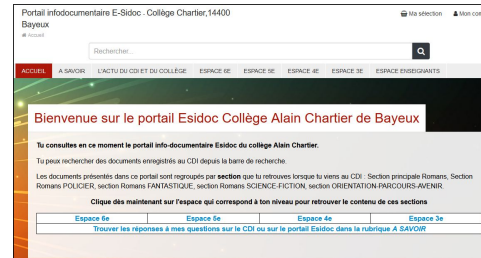 Portail infodocumentaire E-Sidoc - Collège Chartier,14400
Bayeux
Ma sélection
Mon com
Accueil
Rechercher...
ACCUEIL A SAVOIR L'ACTU DU CDI ET DU COLLÈGE ESPACE 6E ESPACE 5E ESPACE 4E ESPACE 3E ESPACE ENSEIGNANTS
Bienvenue sur le portail Esidoc Collège Alain Chartier de Bayeux
Tu consultes en ce moment le portail info-documentaire Esidoc du collège Alain Chartier.
Tu peux rechercher des documents enregistrés au CDI depuis la barre de recherche.
Les documents présentés dans ce portail sont regroupés par section que tu retrouves lorsque tu viens au CDI : Section principale Romans, Section
Romans POLICIER, section Romans FANTASTIQUE, section Romans SCIENCE-FICTION, section ORIENTATION-PARCOURS-AVENIR.
Clique dès maintenant sur l'espace qui correspond à ton niveau pour retrouver le contenu de ces sections
Espace 6e Espace 5e Espace 4e Espace 3e
Trouver les réponses à mes questions sur le CDI ou sur le portail Esidoc dans la rubrique A SAVOIR